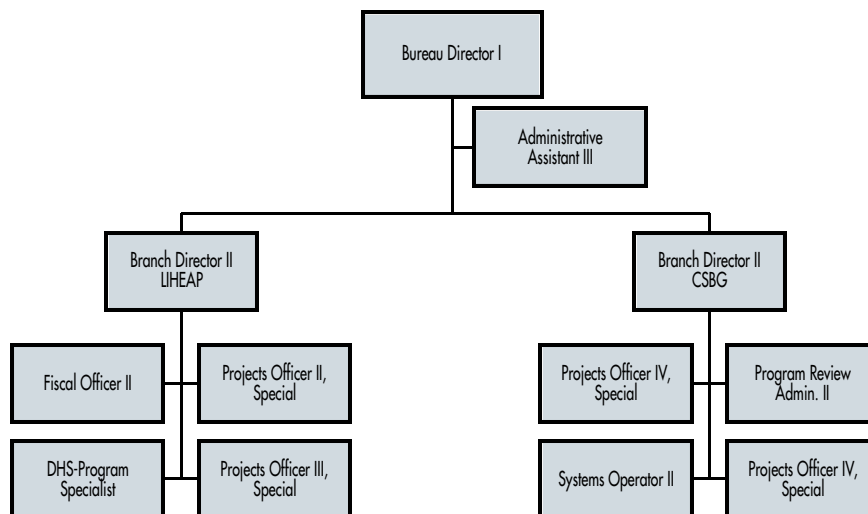 Bureau Director I
Administrative
Assistant III
Branch Director II
LIHEAP
Branch Director II
CSBG
Fiscal Officer II
Projects Officer II,
Special
Projects Officer IV,
Special
Program Review
Admin. II
DHS-Program
Specialist
Projects Officer III,
Special
Systems Operator II
Projects Officer IV,
Special